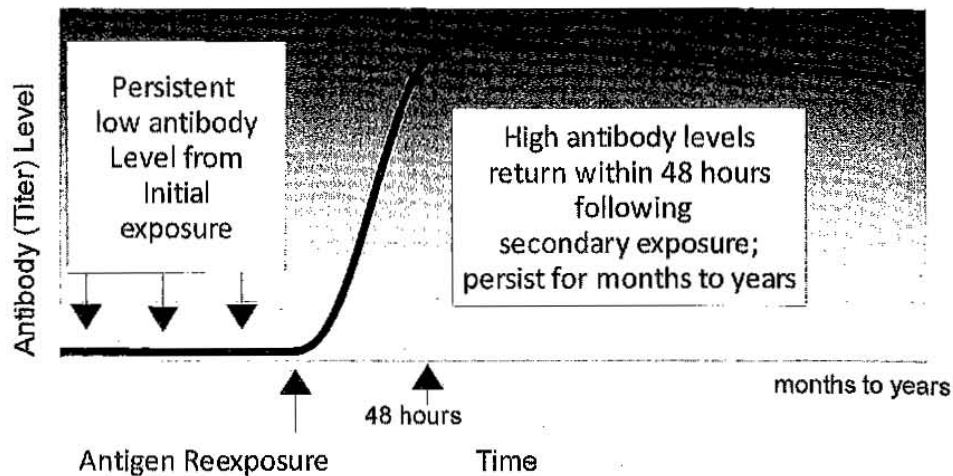 Antibody (Titer) Level
Persistent
low antibody
Level from
Initial
exposure
High antibody levels
return within 48 hours
following
secondary exposure;
persist for months to years
months to years
48 hours
Antigen Reexposure
Time